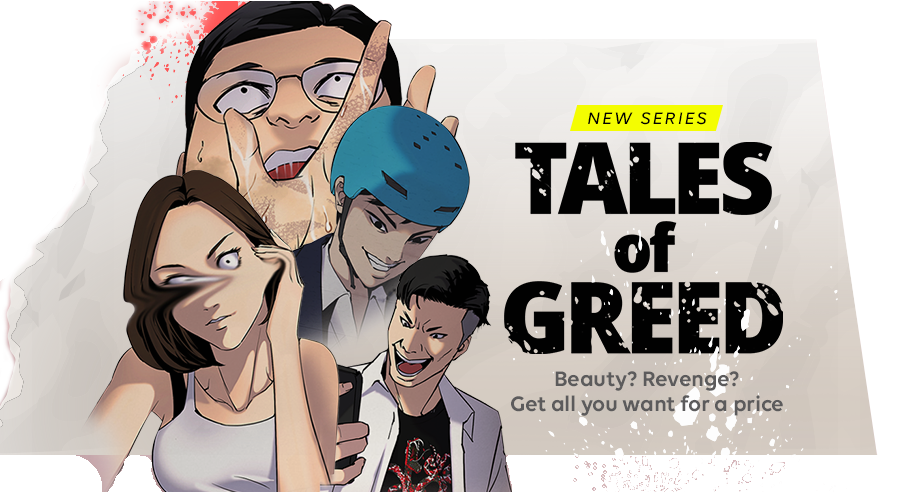 NEW SERIES
TALES
of
GREED
Beauty? Revenge?
Get all you want for a price